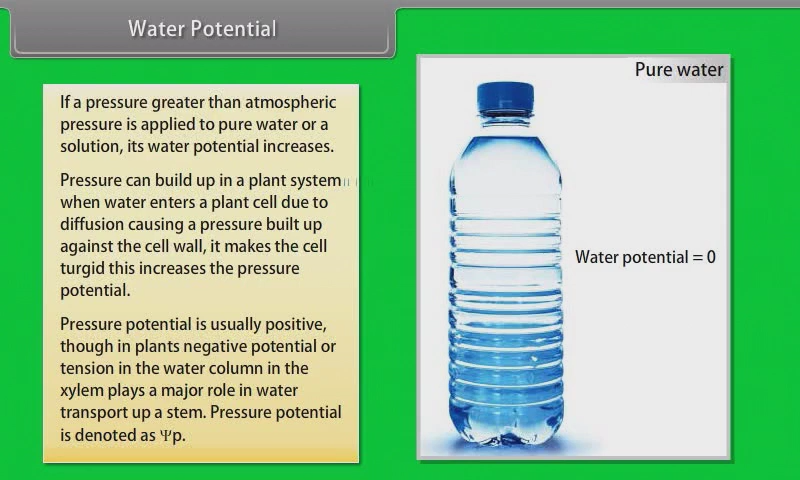 Water Potential
Pure water
If a pressure greater than atmospheric
pressure is applied to pure water or a
solution, its water potential increases.
Pressure can build up in a plant system
when water enters a plant cell due to
diffusion causing a pressure built up
against the cell wall, it makes the cell
turgid this increases the pressure
potential.
Pressure potential is usually positive,
though in plants negative potential or
tension in the water column in the
xylem plays a major role in water
transport up a stem. Pressure potential
is denoted as Ψp.
Water potential = 0